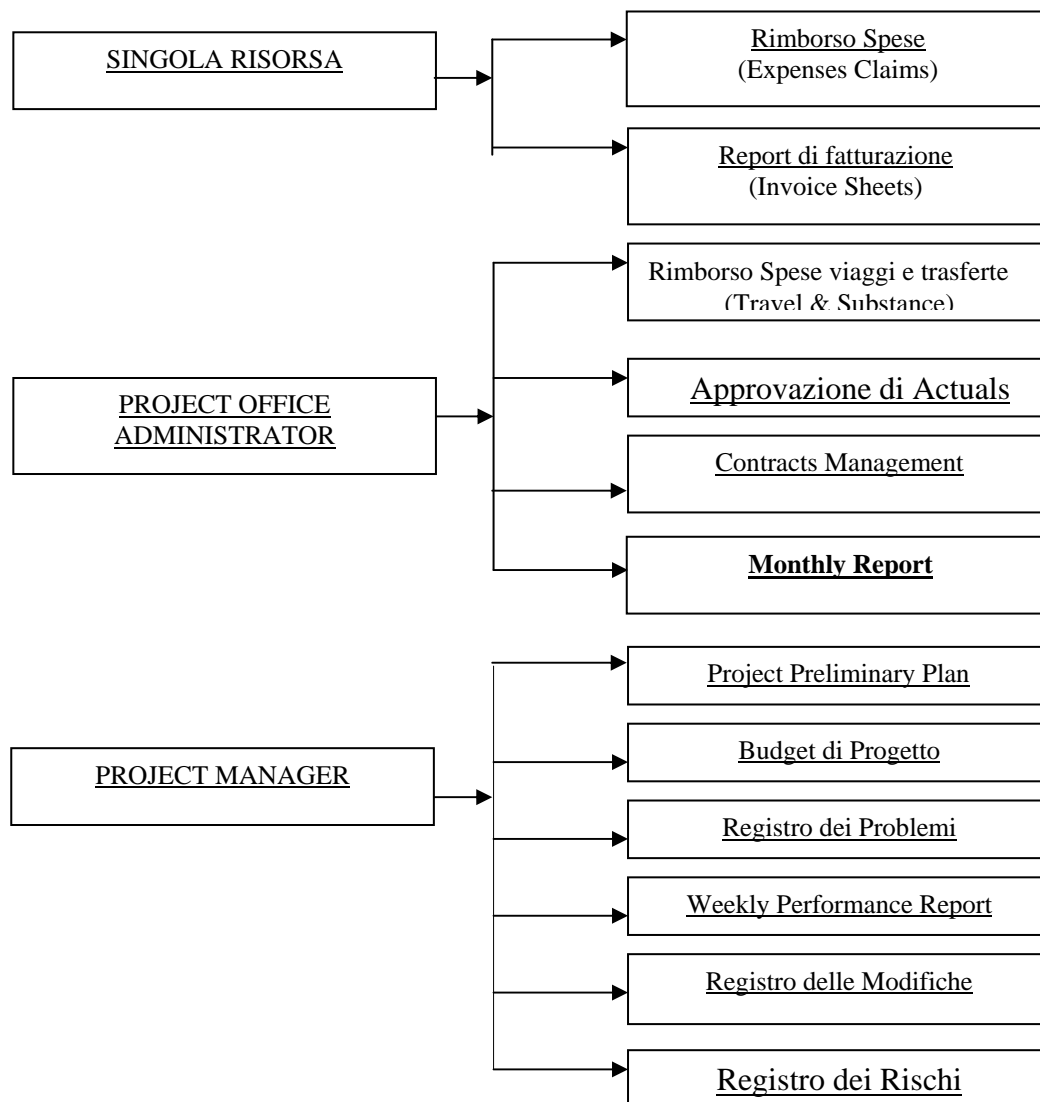 SINGOLA RISORSA
Rimborso Spese
(Expenses Claims)
Report di fatturazione
(Invoice Sheets)
PROJECT OFFICE
ADMINISTRATOR
Rimborso Spese viaggi e trasferte
(Travel & Substance)
Approvazione di Actuals
Contracts Management
Monthly Report
PROJECT MANAGER
Project Preliminary Plan
Budget di Progetto
Registro dei Problemi
Weekly Performance Report
Registro delle Modifiche
Registro dei Rischi